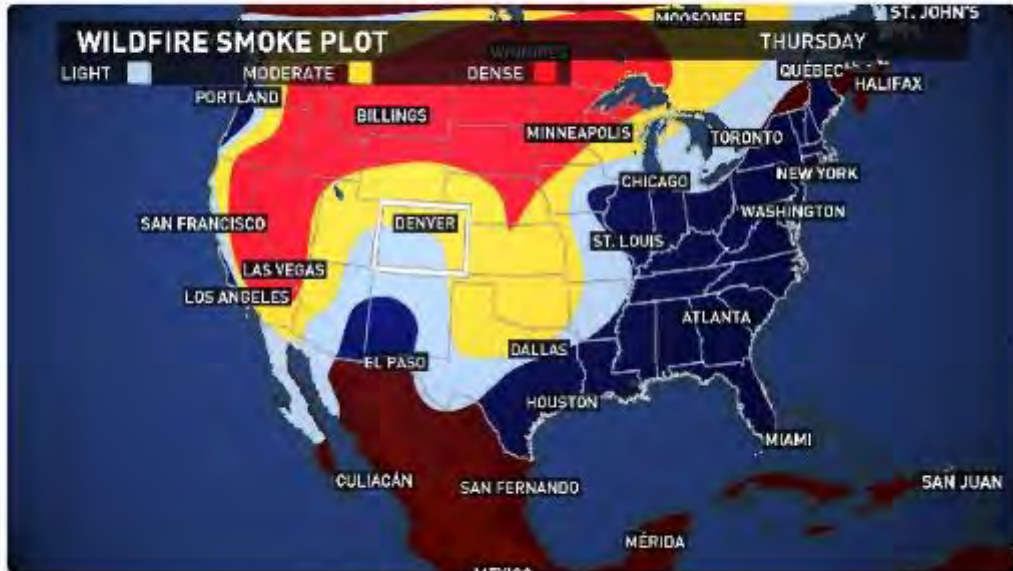 MOOSONEE
ST. JOHN'S
WILDFIRE SMOKE PLOT
THURSDAY
WINNIPEG
LIGHT MODERATE DENSE
QUÉBEC
HALIFAX
PORTLAND
BILLINGS
MINNEAPOLIS
TORONTO
CHICAGO
NEW YORK
SAN FRANCISCO
DENVER
WASHINGTON
ST. LOUIS
LAS VEGAS
LOS ANGELES
ATLANTA
EL PASO
DALLAS
HOUSTON
MIAMI
CULIACÁN
SAN FERNANDO
SAN JUAN
MÉRIDA